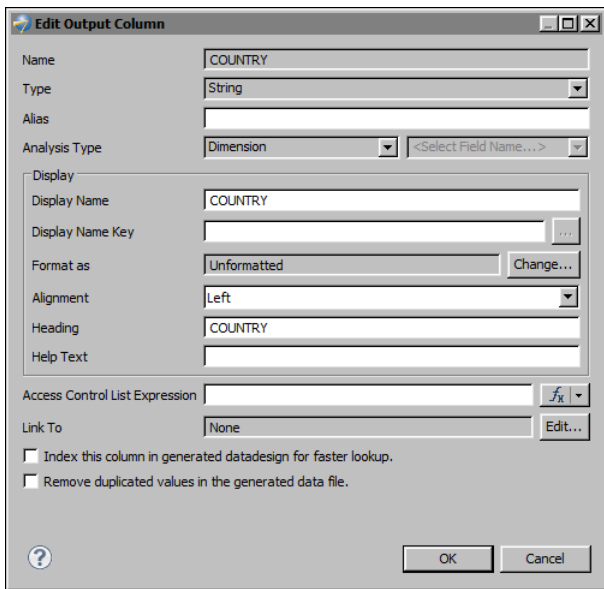 Edit Output Column
Name COUNTRY
Type String
Alias
Analysis Type Dimension <Select Field Name...>
Display
Display Name COUNTRY
Display Name Key ...
Format as Unformatted Change...
Alignment Left
Heading COUNTRY
Help Text
Access Control List Expression fx
Link To None Edit...
Index this column in generated datadesign for faster lookup.
Remove duplicated values in the generated data file.
? OK Cancel